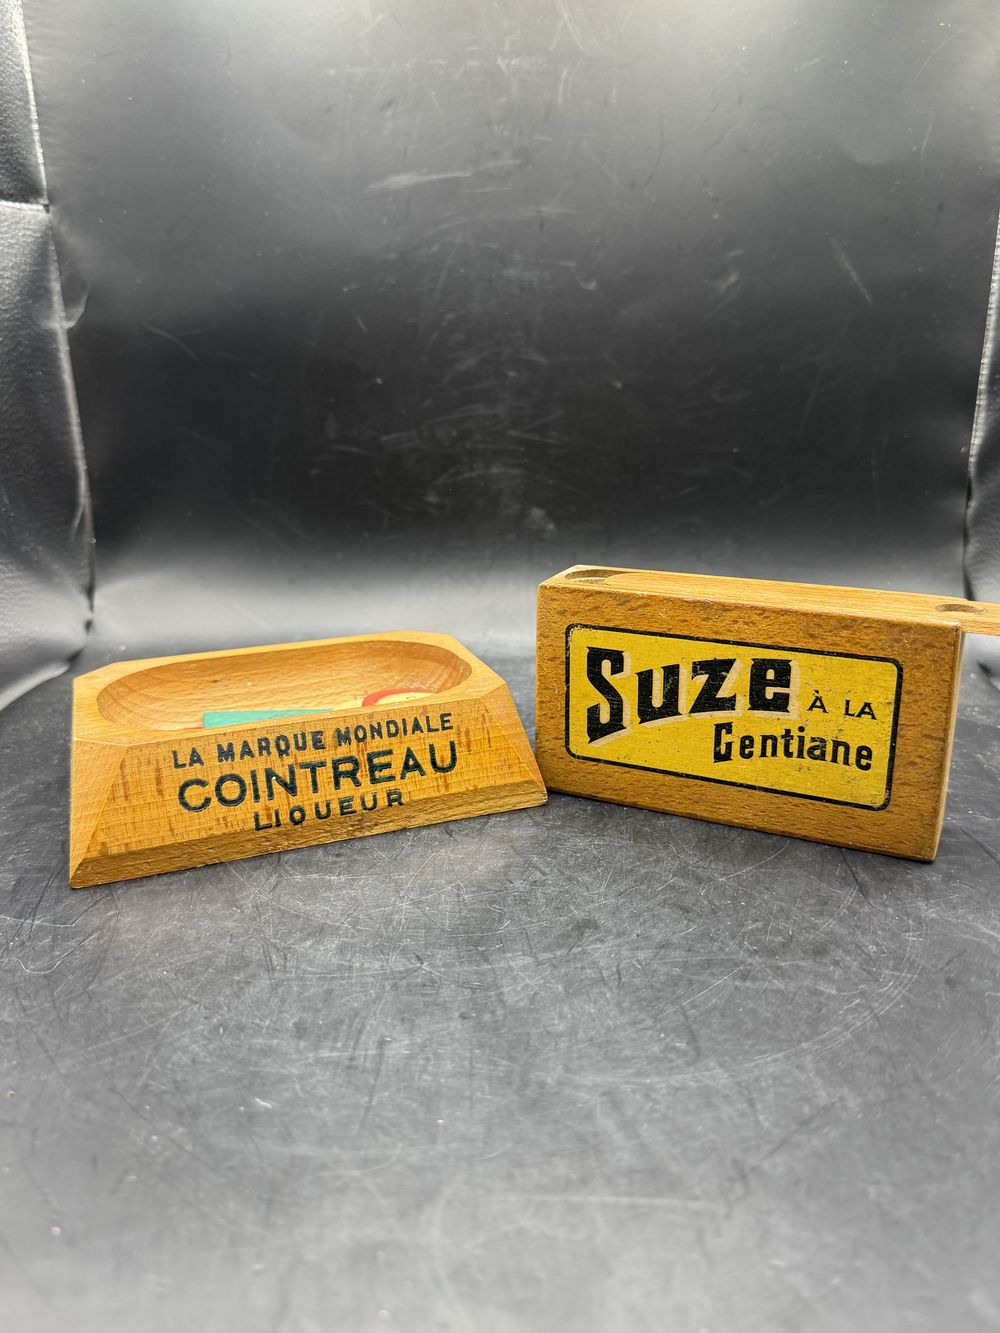 LA MARQUE MONDIALE
COINTREAU
LIQUEUR
Suze À LA
Gentiane